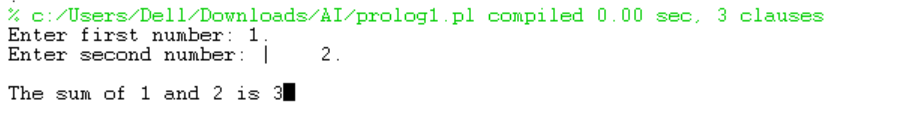 % c:/Users/Dell/Downloads/AI/prolog1.pl compiled 0.00 sec, 3 clauses
Enter first number: 1.
Enter second number: |    2.
The sum of 1 and 2 is 3